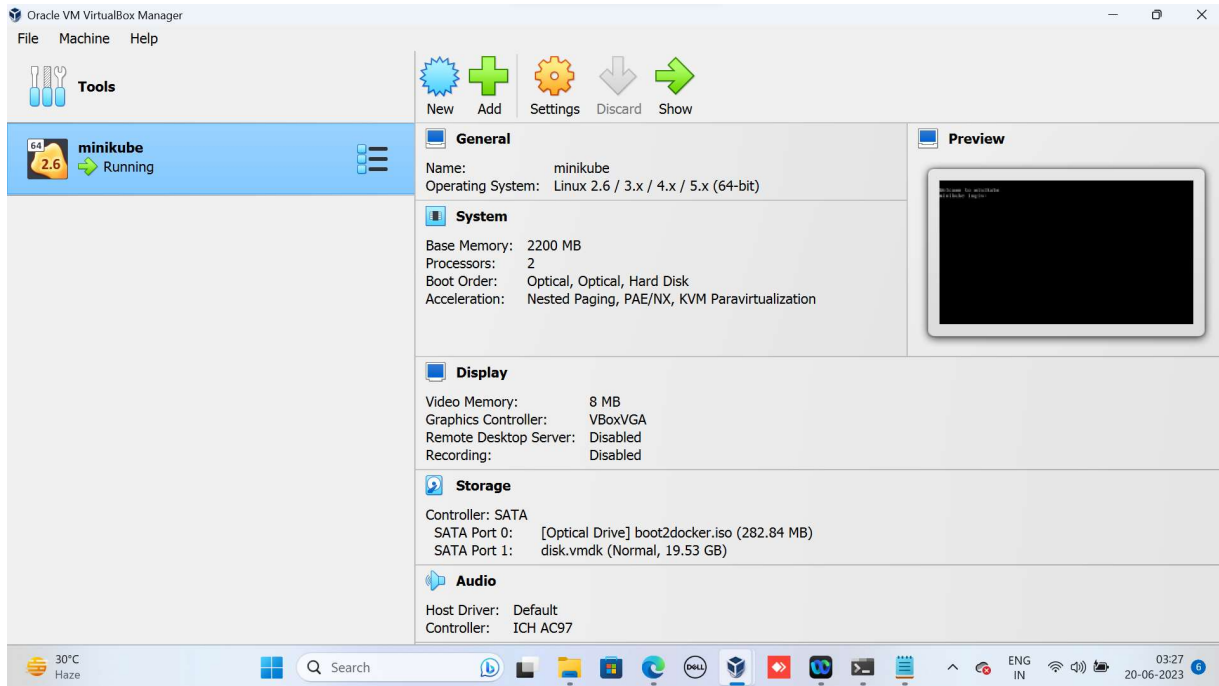 Oracle VM VirtualBox Manager
File Machine Help
Tools
New Add Settings Discard Show
64
2.6
minikube
Running
General
Name: minikube
Operating System: Linux 2.6 / 3.x / 4.x / 5.x (64-bit)
Preview
Welcome to minikube
minikube login:
System
Base Memory: 2200 MB
Processors: 2
Boot Order: Optical, Optical, Hard Disk
Acceleration: Nested Paging, PAE/NX, KVM Paravirtualization
Display
Video Memory: 8 MB
Graphics Controller: VBoxVGA
Remote Desktop Server: Disabled
Recording: Disabled
Storage
Controller: SATA
SATA Port 0: [Optical Drive] boot2docker.iso (282.84 MB)
SATA Port 1: disk.vmdk (Normal, 19.53 GB)
Audio
Host Driver: Default
Controller: ICH AC97
30°C
Haze
Search
DELL
ENG
IN
03:27
20-06-2023
6